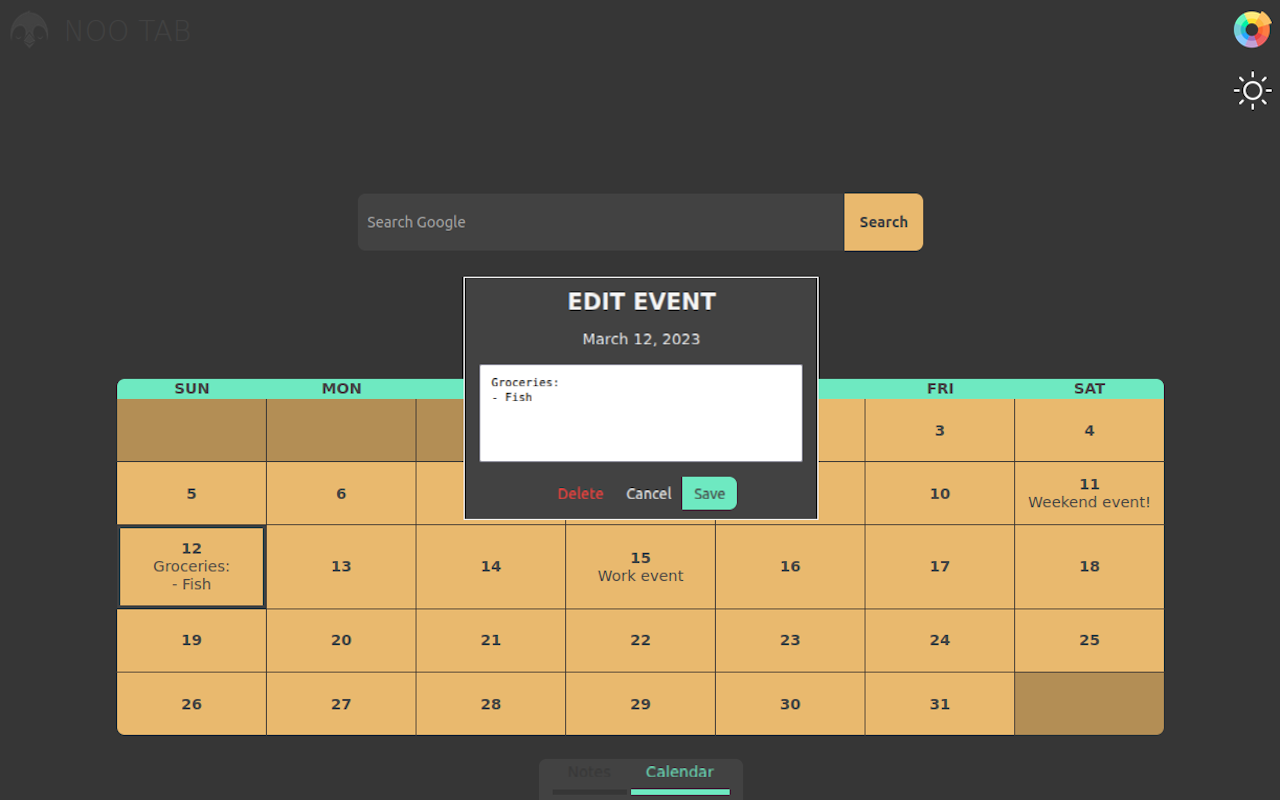 NOO TAB
Search Google
Search
EDIT EVENT
March 12, 2023
Groceries:
- Fish
Delete Cancel Save
SUN MON FRI SAT
3 4
5 6 10 11
Weekend event!
12 13 14 15 16 17 18
Groceries:
- Fish
Work event
19 20 21 22 23 24 25
26 27 28 29 30 31
Notes Calendar